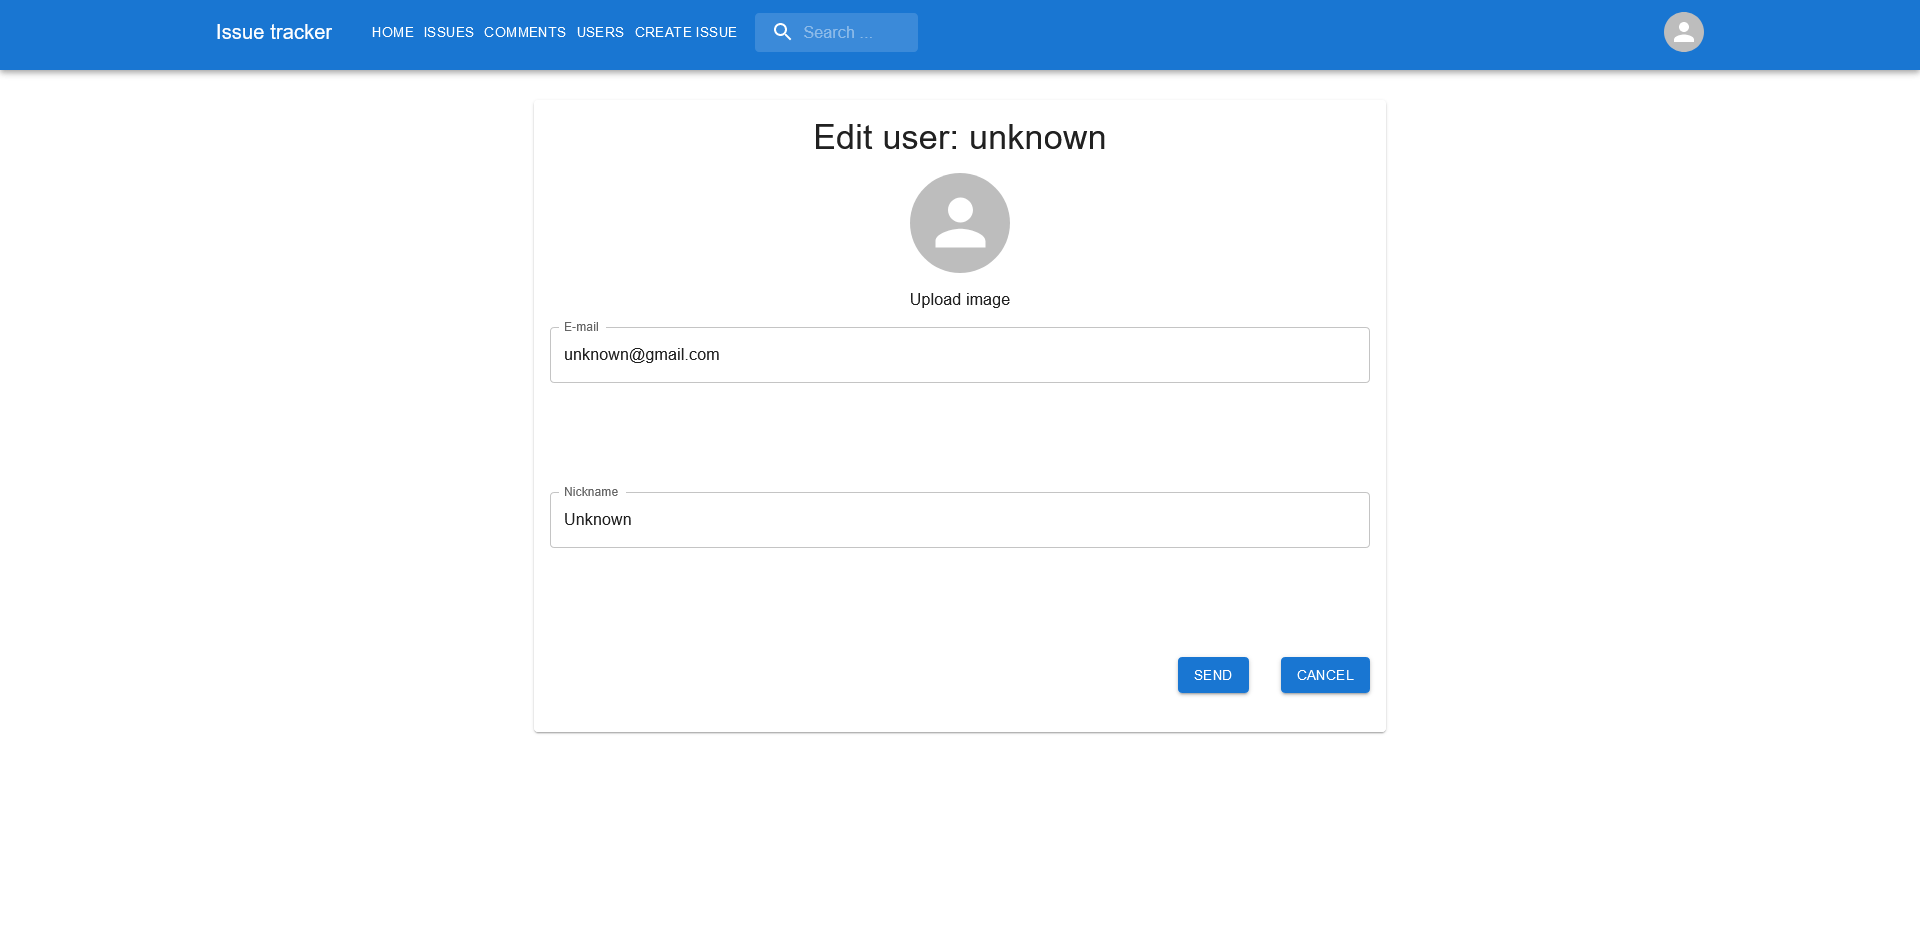 Issue tracker HOME ISSUES COMMENTS USERS CREATE ISSUE Search ...
Edit user: unknown
Upload image
E-mail
unknown@gmail.com
Nickname
Unknown
SEND CANCEL